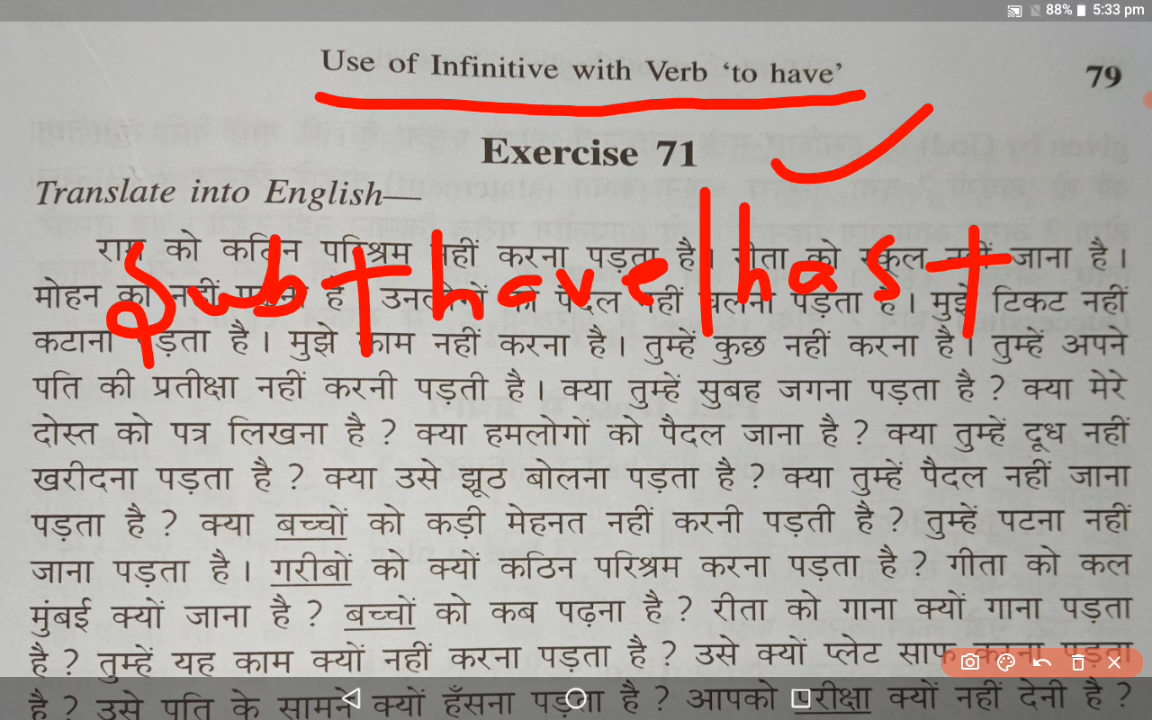 88% 5:33 pm
Use of Infinitive with Verb ‘to have’ 79
Exercise 71
Translate into English—
राम को कठिन परिश्रम नहीं करना पड़ता है। गीता को स्कूल नहीं जाना है।
मोहन को नहीं है। उनलोगों को पैदल नहीं चलना पड़ता है। मुझे टिकट नहीं
कटाना पड़ता है। मुझे काम नहीं करना है। तुम्हें कुछ नहीं करना है। तुम्हें अपने
पति की प्रतीक्षा नहीं करनी पड़ती है। क्या तुम्हें सुबह जगना पड़ता है ? क्या मेरे
दोस्त को पत्र लिखना है ? क्या हमलोगों को पैदल जाना है ? क्या तुम्हें दूध नहीं
खरीदना पड़ता है ? क्या उसे झूठ बोलना पड़ता है ? क्या तुम्हें पैदल नहीं जाना
पड़ता है ? क्या बच्चों को कड़ी मेहनत नहीं करनी पड़ती है ? तुम्हें पटना नहीं
जाना पड़ता है। गरीबों को क्यों कठिन परिश्रम करना पड़ता है ? गीता को कल
मुंबई क्यों जाना है ? बच्चों को कब पढ़ना है ? रीता को गाना क्यों गाना पड़ता
है ? तुम्हें यह काम क्यों नहीं करना पड़ता है ? उसे क्यों प्लेट साफ करना पड़ता
है ? उसे पति के सामने क्यों हँसना पड़ता है ? आपको परीक्षा क्यों नहीं देनी है ?
Sub + have | has +